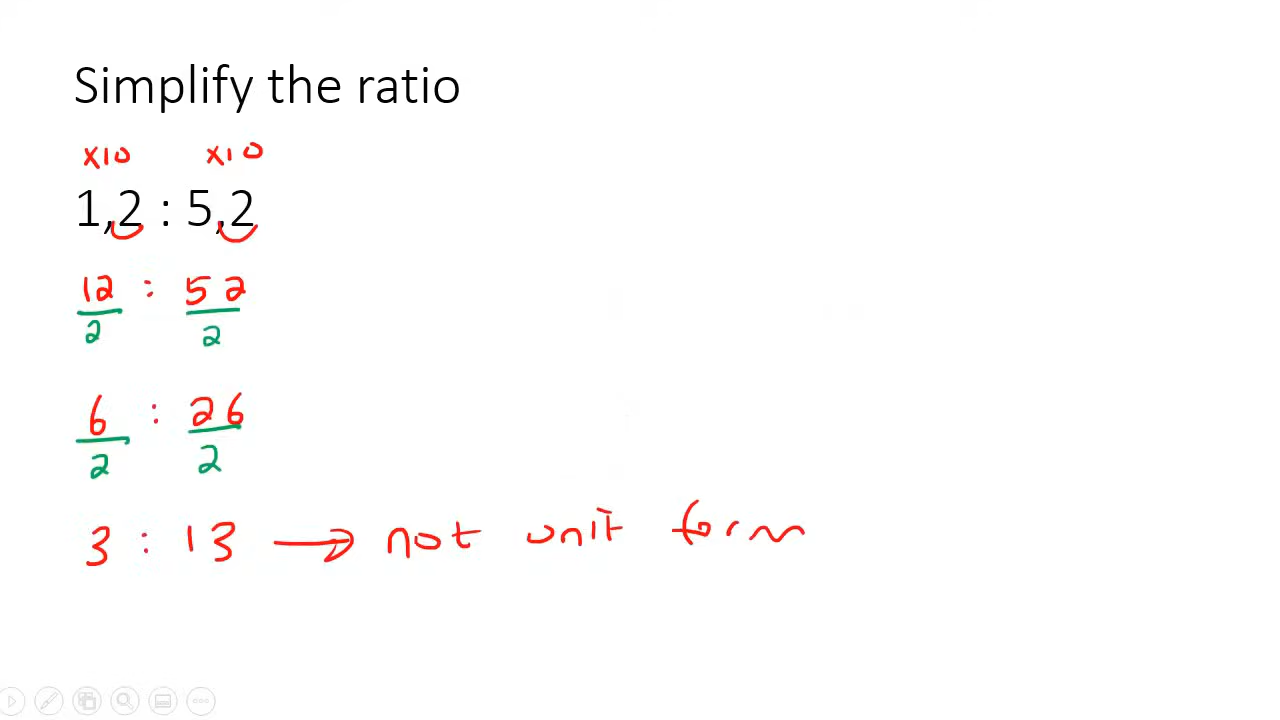 Simplify the ratio
x10 x10
1,2 : 5,2
12 : 52
2 2
6 : 26
2 2
3 : 13 → not unit form